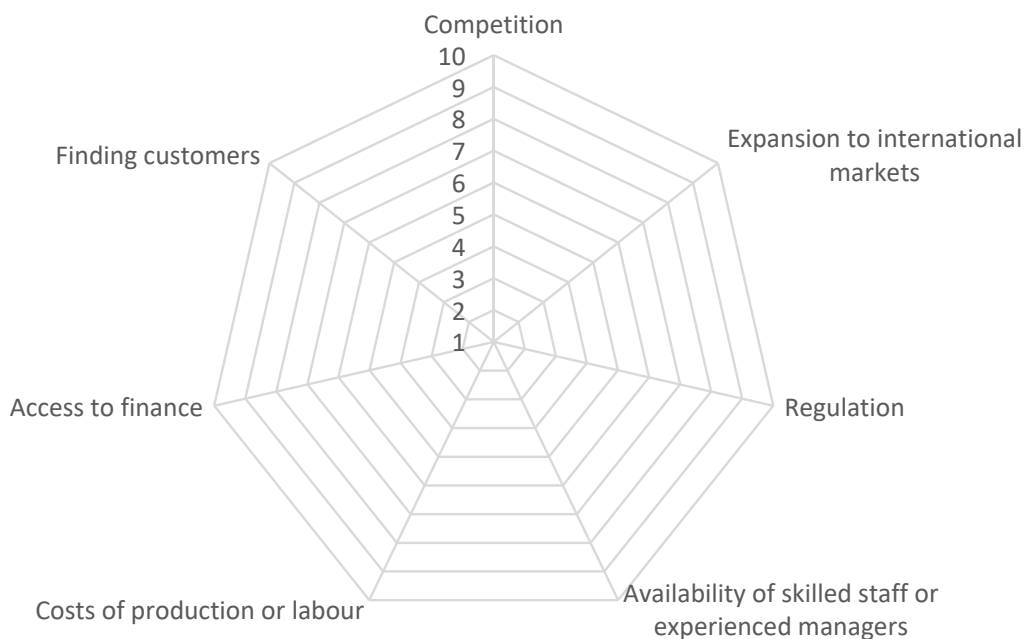 Competition
10
9
8
7
6
5
4
3
2
1
Expansion to international
markets
Regulation
Availability of skilled staff or
experienced managers
Costs of production or labour
Access to finance
Finding customers